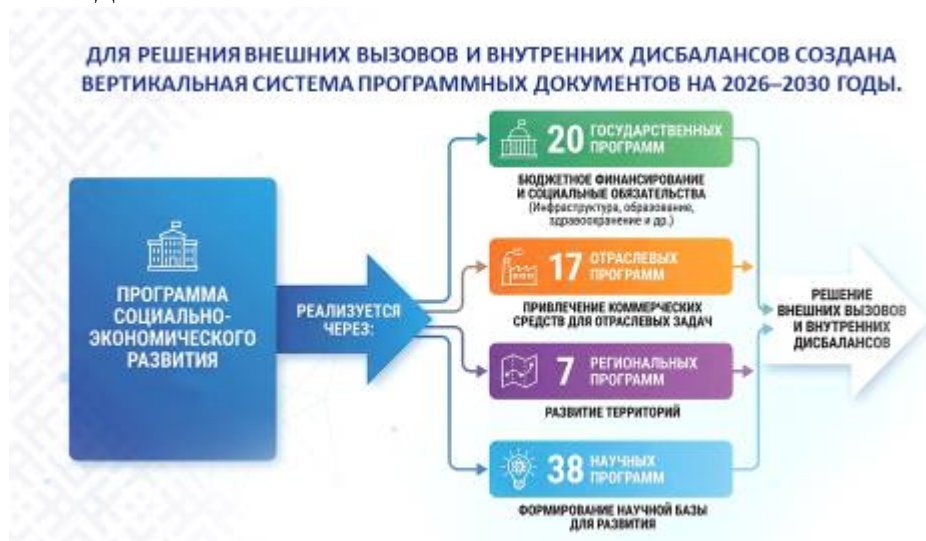 ДЛЯ РЕШЕНИЯ ВНЕШНИХ ВЫЗОВОВ И ВНУТРЕННИХ ДИСБАЛАНСОВ СОЗДАНА
ВЕРТИКАЛЬНАЯ СИСТЕМА ПРОГРАММНЫХ ДОКУМЕНТОВ НА 2026–2030 ГОДЫ.
ПРОГРАММА
СОЦИАЛЬНО-
ЭКОНОМИЧЕСКОГО
РАЗВИТИЯ
РЕАЛИЗУЕТСЯ
ЧЕРЕЗ:
20 ГОСУДАРСТВЕННЫХ
ПРОГРАММ
БЮДЖЕТНОЕ ФИНАНСИРОВАНИЕ
И СОЦИАЛЬНЫЕ ОБЯЗАТЕЛЬСТВА
(Инфраструктура, образование,
здравоохранение и др.)
17 ОТРАСЛЕВЫХ
ПРОГРАММ
ПРИВЛЕЧЕНИЕ КОММЕРЧЕСКИХ
СРЕДСТВ ДЛЯ ОТРАСЛЕВЫХ ЗАДАЧ
7 РЕГИОНАЛЬНЫХ
ПРОГРАММ
РАЗВИТИЕ ТЕРРИТОРИЙ
38 НАУЧНЫХ
ПРОГРАММ
ФОРМИРОВАНИЕ НАУЧНОЙ БАЗЫ
ДЛЯ РАЗВИТИЯ
РЕШЕНИЕ
ВНЕШНИХ ВЫЗОВОВ
И ВНУТРЕННИХ
ДИСБАЛАНСОВ